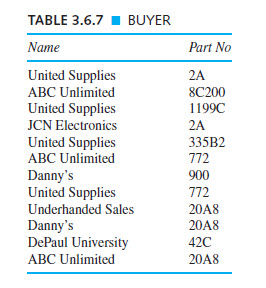 TABLE 3.6.7 ■ BUYER
Name Part No
United Supplies 2A
ABC Unlimited 8C200
United Supplies 1199C
JCN Electronics 2A
United Supplies 335B2
ABC Unlimited 772
Danny's 900
United Supplies 772
Underhanded Sales 20A8
Danny's 20A8
DePaul University 42C
ABC Unlimited 20A8